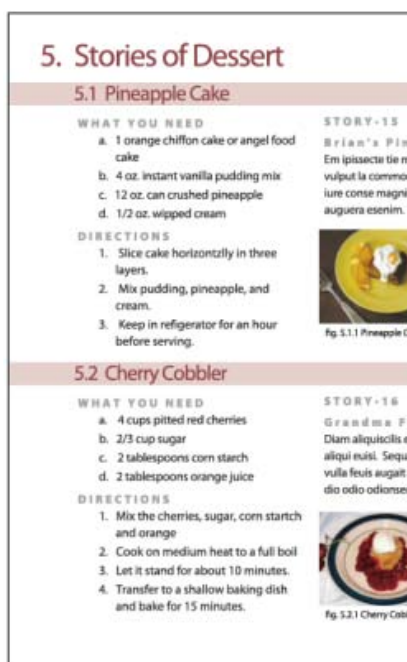 5. Stories of Dessert
5.1 Pineapple Cake
WHAT YOU NEED
a. 1 orange chiffon cake or angel food
cake
b. 4 oz. instant vanilla pudding mix
c. 12 oz. can crushed pineapple
d. 1/2 oz. wipped cream
DIRECTIONS
1. Slice cake horizontzlly in three
layers.
2. Mix pudding, pineapple, and
cream.
3. Keep in refigerator for an hour
before serving.
STORY-15
Brian's Pin
Em ipissecte tie m
vulput la commo
iure conse magni
auguera esenim.
fig. 5.1.1 Pineapple C
5.2 Cherry Cobbler
WHAT YOU NEED
a. 4 cups pitted red cherries
b. 2/3 cup sugar
c. 2 tablespoons corn starch
d. 2 tablespoons orange juice
DIRECTIONS
1. Mix the cherries, sugar, corn startch
and orange
2. Cook on medium heat to a full boil
3. Let it stand for about 10 minutes.
4. Transfer to a shallow baking dish
and bake for 15 minutes.
STORY-16
Grandma F
Diam aliquiscilis e
aliqui euisi. Sequ
vulla feuis augait
dio odio odionse
fig. 5.2.1 Cherry Cobb